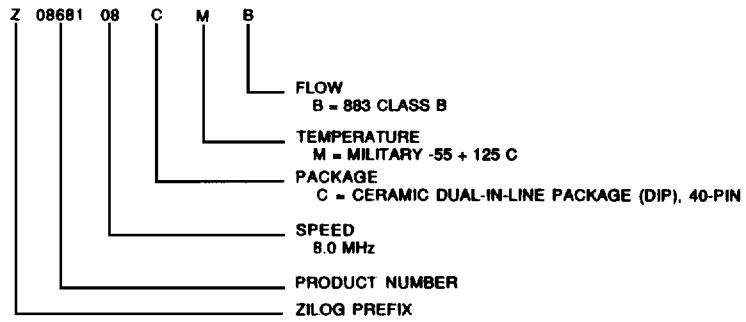 Z 08681 08 C M B
FLOW
B = 883 CLASS B
TEMPERATURE
M = MILITARY -55 + 125 C
PACKAGE
C = CERAMIC DUAL-IN-LINE PACKAGE (DIP), 40-PIN
SPEED
8.0 MHz
PRODUCT NUMBER
ZILOG PREFIX